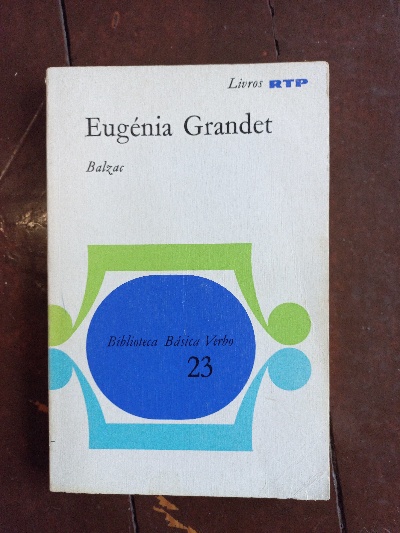 Livros RTP
Eugénia Grandet
Balzac
Biblioteca Básica Verbo
23